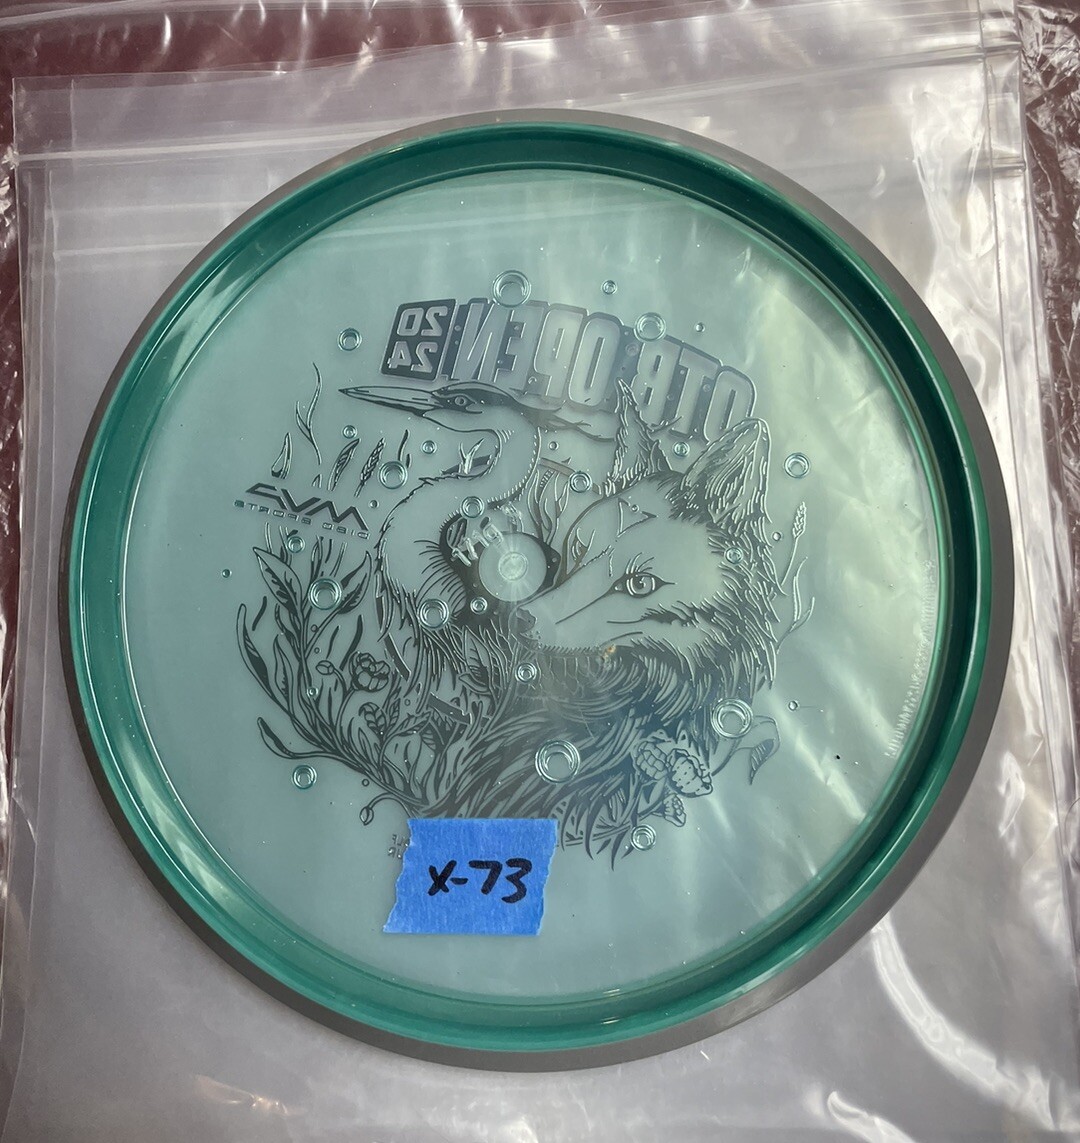 OTB OPEN 20 24
MVP
DISC SPORTS
X-73